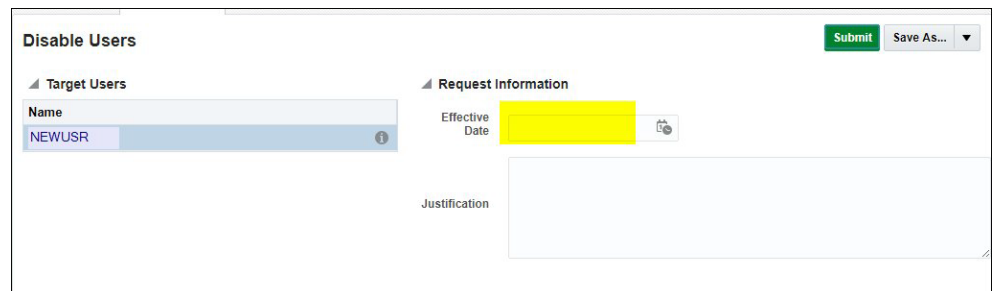 Disable Users
Submit
Save As...
Target Users
Name
NEWUSR
Request Information
Effective
Date
Justification